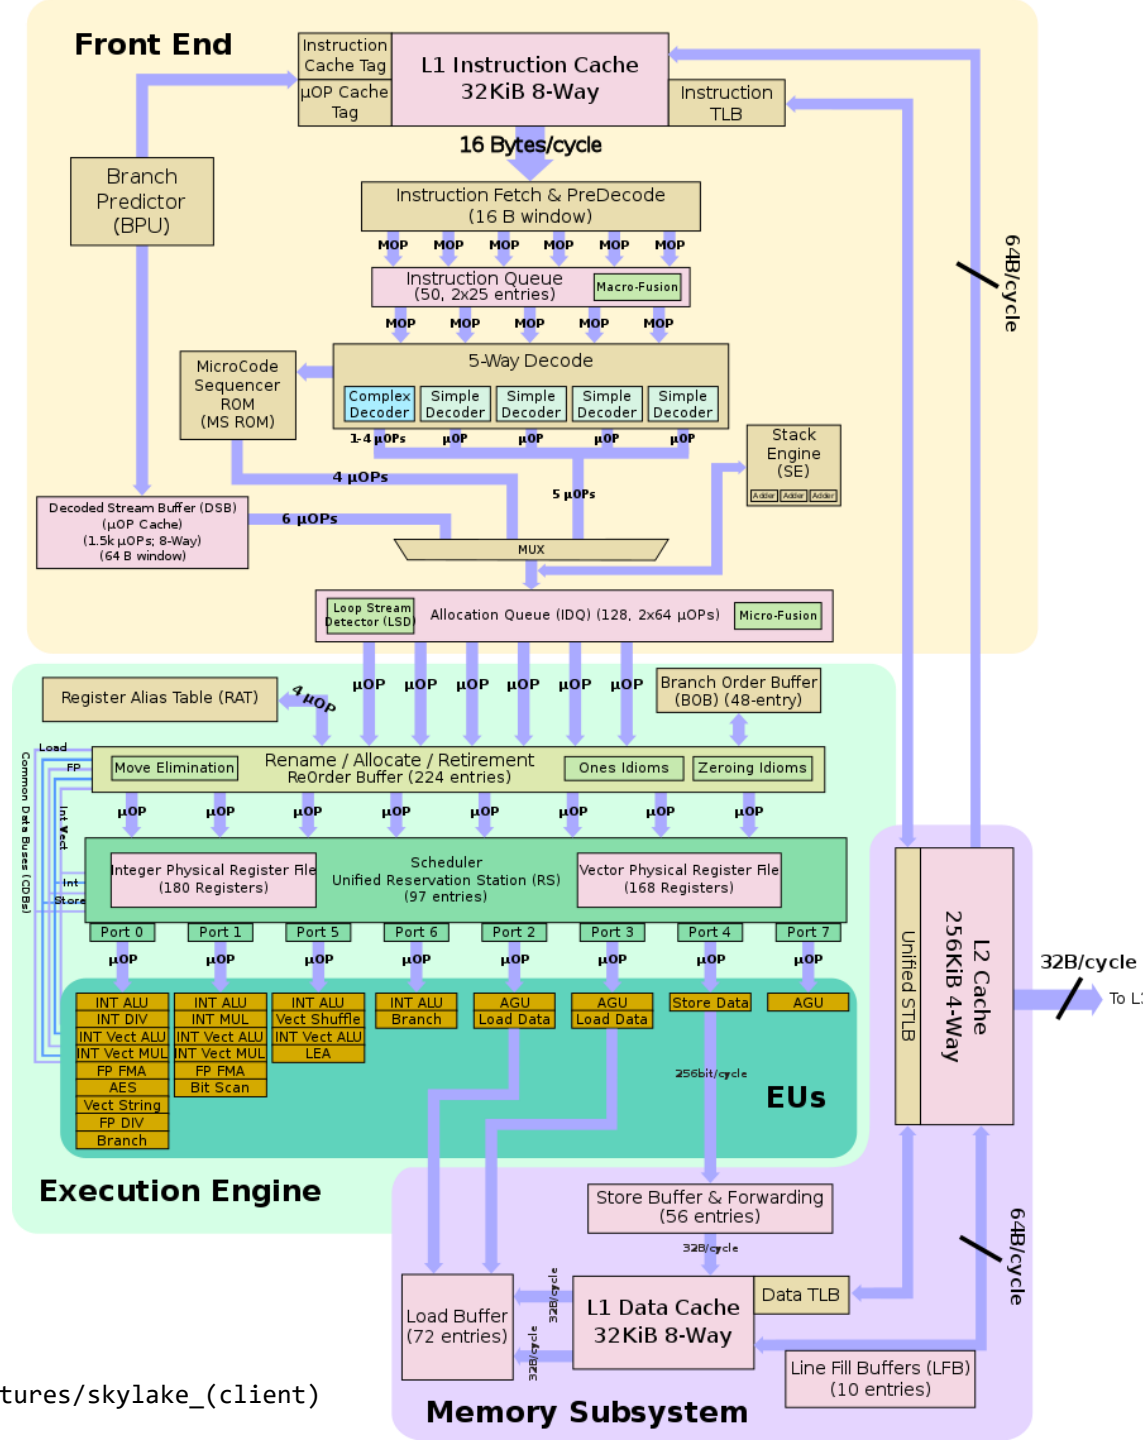 Front End
Instruction
Cache Tag
µOP Cache
Tag
L1 Instruction Cache
32KiB 8-Way
Instruction
TLB
16 Bytes/cycle
Branch
Predictor
(BPU)
Instruction Fetch & PreDecode
(16 B window)
MOP MOP MOP MOP MOP MOP
Instruction Queue
(50, 2x25 entries)
Macro-Fusion
MOP MOP MOP MOP MOP
64B/cycle
5-Way Decode
MicroCode
Sequencer
ROM
(MS ROM)
Complex
Decoder
Simple
Decoder
Simple
Decoder
Simple
Decoder
Simple
Decoder
1-4 µOPs µOP µOP µOP µOP
Stack
Engine
(SE)
Adder Adder Adder
4 µOPs
5 µOPs
Decoded Stream Buffer (DSB)
(µOP Cache)
(1.5k µOPs; 8-Way)
(64 B window)
6 µOPs
MUX
Loop Stream
Detector (LSD)
Allocation Queue (IDQ) (128, 2x64 µOPs)
Micro-Fusion
Register Alias Table (RAT)
4 µOP
µOP µOP µOP µOP µOP µOP
Branch Order Buffer
(BOB) (48-entry)
Move Elimination
Rename / Allocate / Retirement
ReOrder Buffer (224 entries)
Ones Idioms
Zeroing Idioms
Load
FP
Common Data Buses (CDBs)
Int Vect
Int
Store
µOP µOP µOP µOP µOP µOP µOP µOP
Integer Physical Register File
(180 Registers)
Scheduler
Unified Reservation Station (RS)
(97 entries)
Vector Physical Register File
(168 Registers)
Port 0 Port 1 Port 5 Port 6 Port 2 Port 3 Port 4 Port 7
µOP µOP µOP µOP µOP µOP µOP µOP
INT ALU
INT DIV
INT Vect ALU
INT Vect MUL
FP FMA
AES
Vect String
FP DIV
Branch
INT ALU
INT MUL
INT Vect ALU
INT Vect MUL
FP FMA
Bit Scan
INT ALU
Vect Shuffle
INT Vect ALU
LEA
INT ALU
Branch
AGU
Load Data
AGU
Load Data
Store Data
AGU
256bit/cycle
EUs
Execution Engine
Unified STLB
L2 Cache
256KiB 4-Way
32B/cycle
To L3
Store Buffer & Forwarding
(56 entries)
32B/cycle
64B/cycle
Load Buffer
(72 entries)
32B/cycle
32B/cycle
L1 Data Cache
32KiB 8-Way
Data TLB
Line Fill Buffers (LFB)
(10 entries)
Memory Subsystem
tures/skylake_(client)